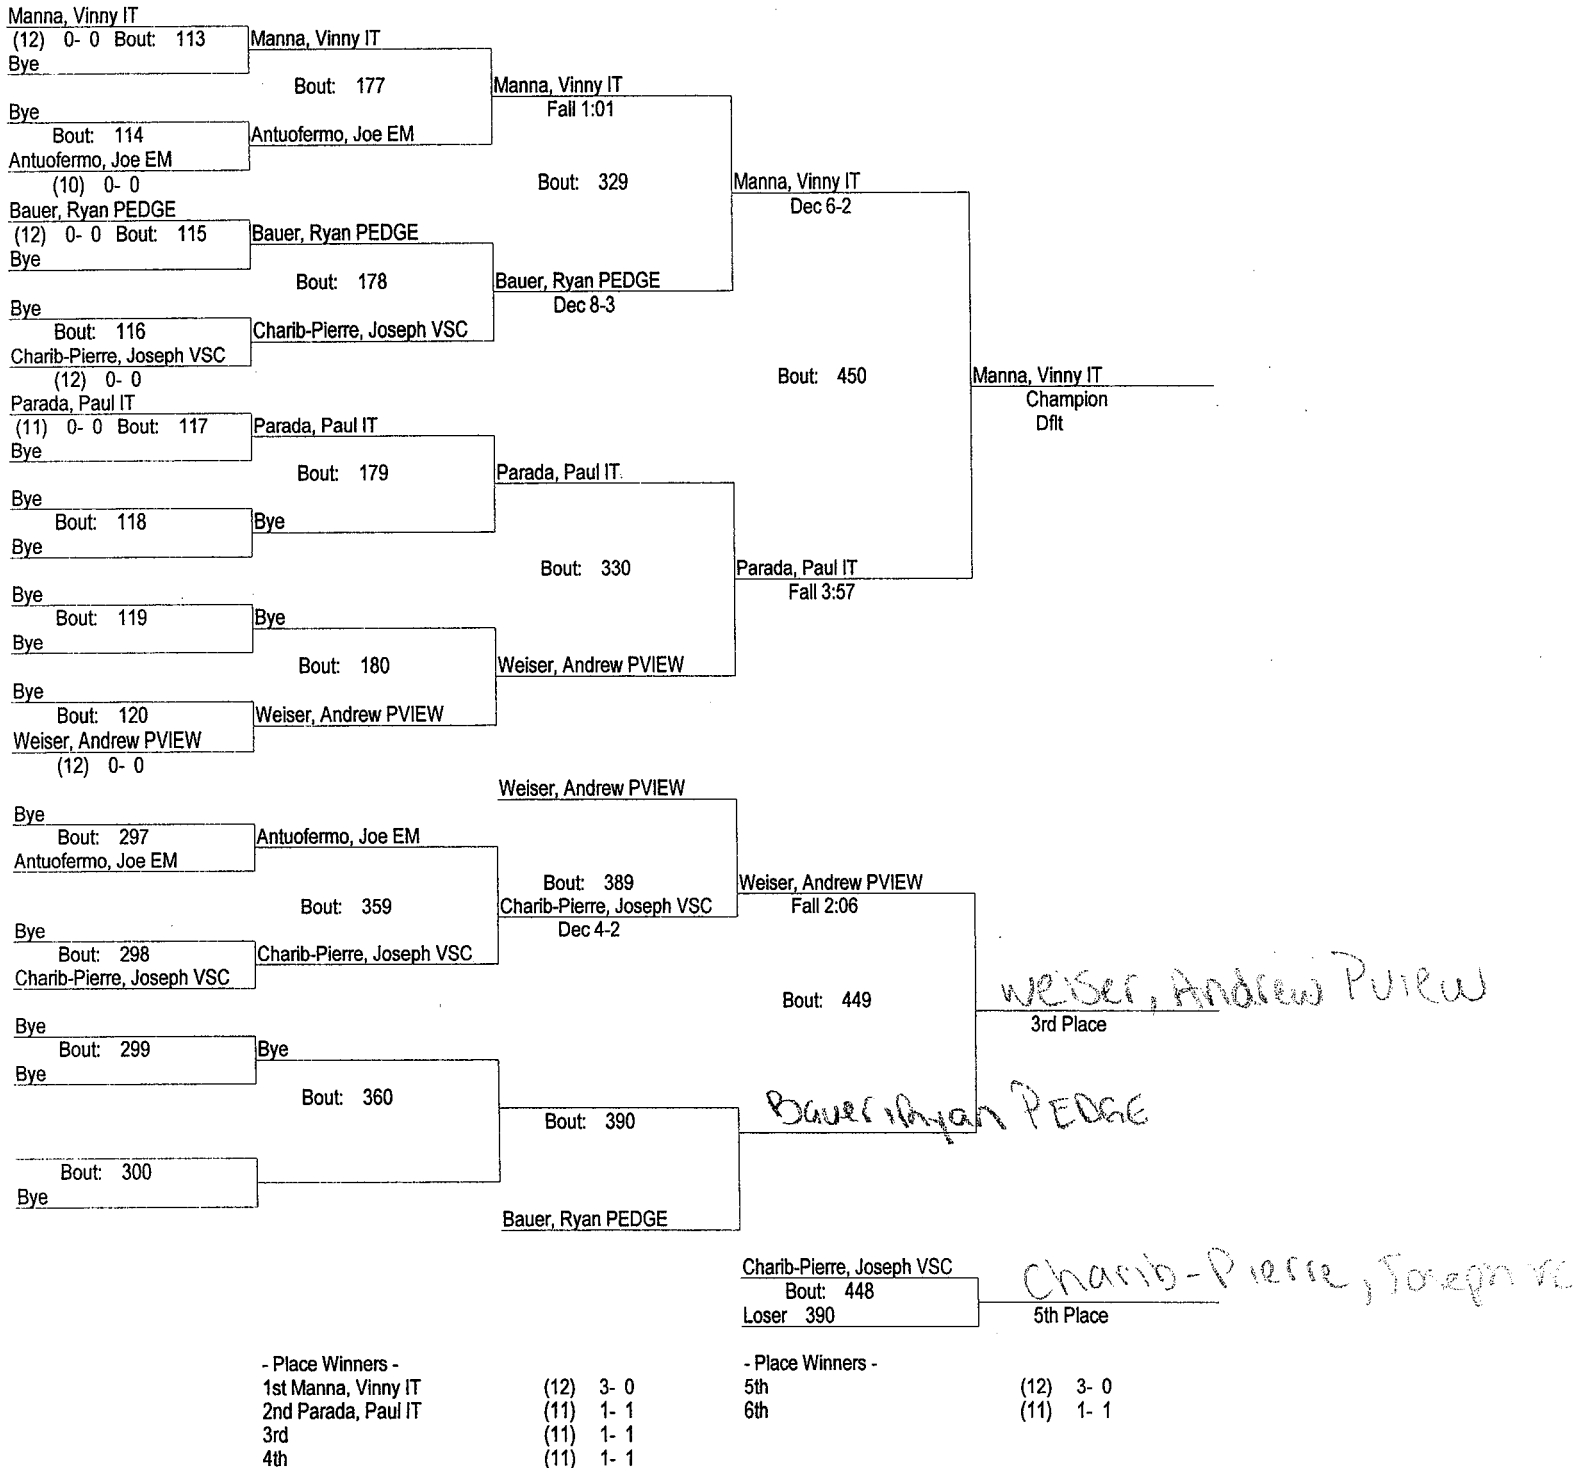 Manna, Vinny IT
(12) 0- 0 Bout: 113
Bye
Manna, Vinny IT
Bout: 177
Bye
Bout: 114
Antuofermo, Joe EM
(10) 0- 0
Antuofermo, Joe EM
Manna, Vinny IT
Fall 1:01
Bout: 329
Bauer, Ryan PEDGE
(12) 0- 0 Bout: 115
Bye
Bauer, Ryan PEDGE
Bout: 178
Bye
Bout: 116
Charib-Pierre, Joseph VSC
(12) 0- 0
Charib-Pierre, Joseph VSC
Bauer, Ryan PEDGE
Dec 8-3
Manna, Vinny IT
Dec 6-2
Bout: 450
Manna, Vinny IT
Champion
Dflt
Parada, Paul IT
(11) 0- 0 Bout: 117
Bye
Parada, Paul IT
Bout: 179
Bye
Bout: 118
Bye
Bye
Parada, Paul IT
Bout: 330
Bye
Bout: 119
Bye
Bye
Bout: 180
Bye
Bout: 120
Weiser, Andrew PVIEW
(12) 0- 0
Weiser, Andrew PVIEW
Weiser, Andrew PVIEW
Parada, Paul IT
Fall 3:57
Weiser, Andrew PVIEW
Bye
Bout: 297
Antuofermo, Joe EM
Antuofermo, Joe EM
Bout: 359
Bye
Bout: 298
Charib-Pierre, Joseph VSC
Charib-Pierre, Joseph VSC
Bout: 389
Charib-Pierre, Joseph VSC
Dec 4-2
Weiser, Andrew PVIEW
Fall 2:06
Bout: 449
Weiser, Andrew PVIEW
3rd Place
Bye
Bout: 299
Bye
Bye
Bout: 360
Bout: 300
Bye
Bout: 390
Bauer, Ryan PEDGE
Bauer, Ryan PEDGE
Charib-Pierre, Joseph VSC
Bout: 448
Loser 390
Charib-Pierre, Joseph VC
5th Place
- Place Winners -
1st Manna, Vinny IT (12) 3- 0
2nd Parada, Paul IT (11) 1- 1
3rd (11) 1- 1
4th (11) 1- 1
- Place Winners -
5th (12) 3- 0
6th (11) 1- 1